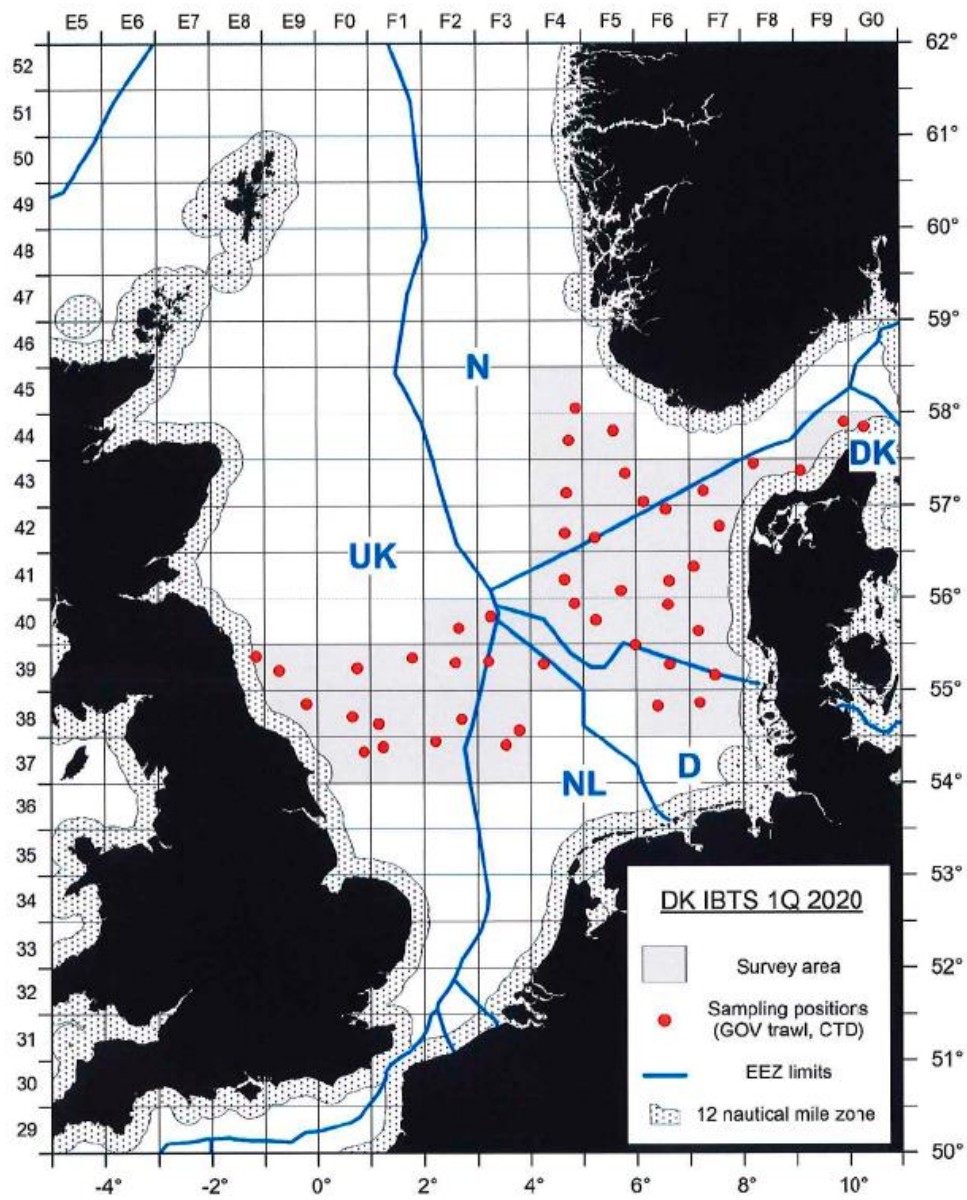 E5 E6 E7 E8 E9 F0 F1 F2 F3 F4 F5 F6 F7 F8 F9 G0
62°
52
51
61°
50
49
60°
48
47
59°
46
N
45
58°
44
DK
43
57°
42
UK
41
56°
40
39
55°
38
D
37
NL
54°
36
35
53°
34
33
52°
32
31
51°
30
29
50°
DK IBTS 1Q 2020
Survey area
Sampling positions
(GOV trawl, CTD)
EEZ limits
12 nautical mile zone
-4° -2° 0° 2° 4° 6° 8° 10°